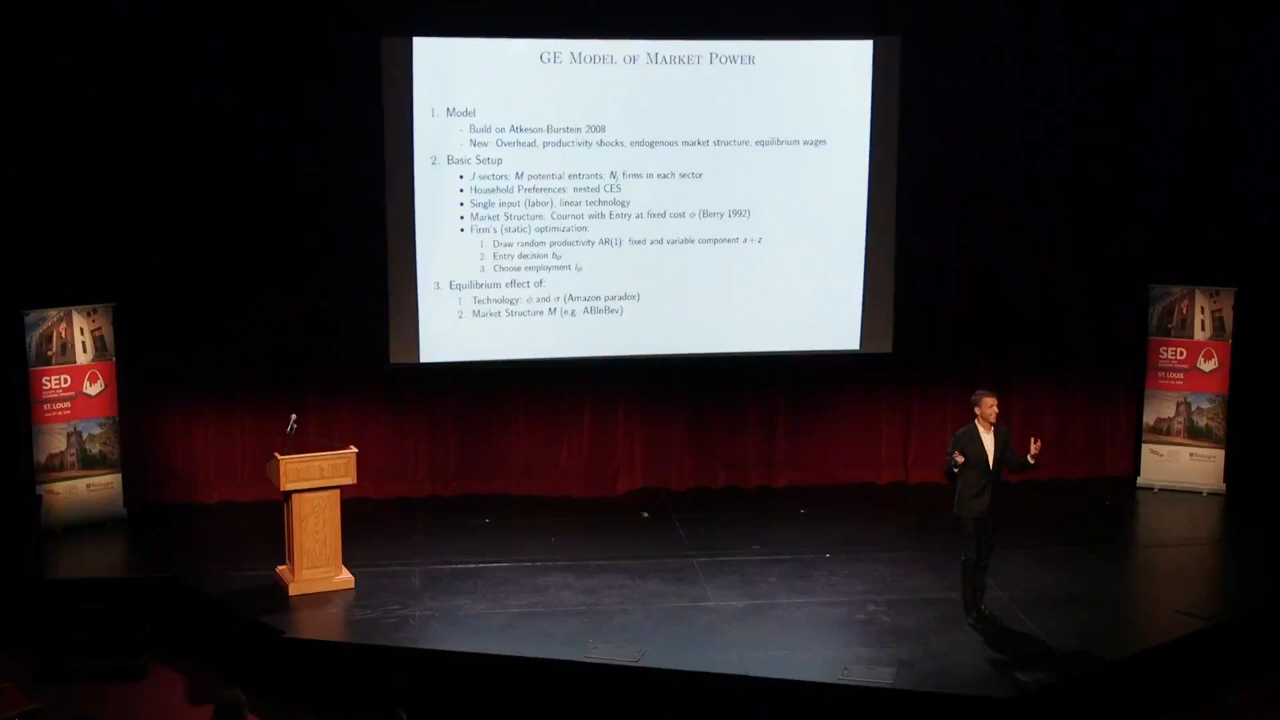 GE MODEL OF MARKET POWER
1. Model
- Build on Atkeson-Burstein 2008
- New: Overhead, productivity shocks, endogenous market structure, equilibrium wages
2. Basic Setup
• J sectors; M potential entrants; Nj firms in each sector
• Household Preferences: nested CES
• Single input (labor), linear technology
• Market Structure: Cournot with Entry at fixed cost ϕ (Berry 1992)
• Firm's (static) optimization:
1. Draw random productivity AR(1): fixed and variable component a + z
2. Entry decision
3. Choose employment
3. Equilibrium effect of:
1. Technology: ϕ and σ (Amazon paradox)
2. Market Structure M (e.g. ABInBev)
SED
ST. LOUIS
SED
ST. LOUIS